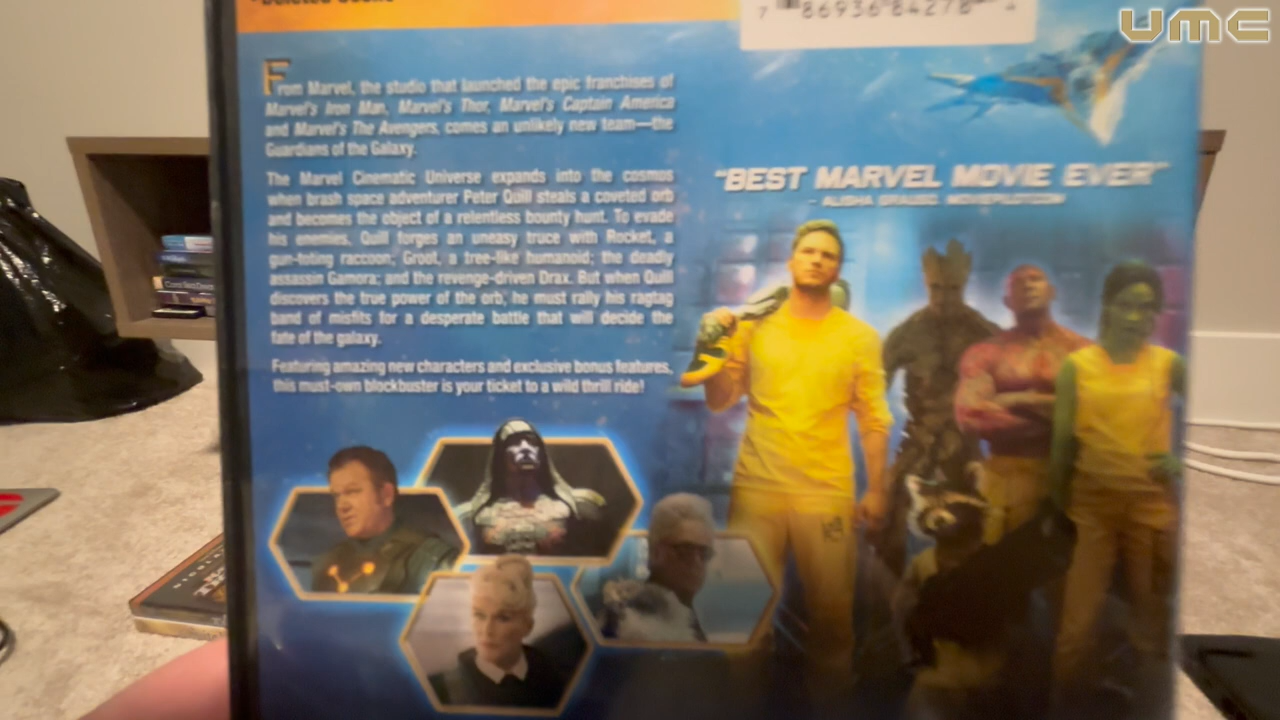 Deleted Scene
7 86936 84278 4
UMC
From Marvel, the studio that launched the epic franchises of
Marvel's Iron Man, Marvel's Thor, Marvel's Captain America
and Marvel's The Avengers, comes an unlikely new team—the
Guardians of the Galaxy.
The Marvel Cinematic Universe expands into the cosmos
when brash space adventurer Peter Quill steals a coveted orb
and becomes the object of a relentless bounty hunt. To evade
his enemies, Quill forges an uneasy truce with Rocket, a
gun-toting raccoon; Groot, a tree-like humanoid; the deadly
assassin Gamora; and the revenge-driven Drax. But when Quill
discovers the true power of the orb, he must rally his ragtag
band of misfits for a desperate battle that will decide the
fate of the galaxy.
Featuring amazing new characters and exclusive bonus features,
this must-own blockbuster is your ticket to a wild thrill ride!
"BEST MARVEL MOVIE EVER"